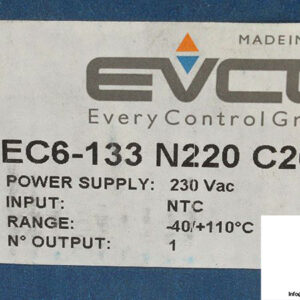 MADE IN
EVCO
Every Control Gr
EC6-133 N220 C2
POWER SUPPLY: 230 Vac
INPUT: NTC
RANGE: -40/+110°C
N° OUTPUT: 1